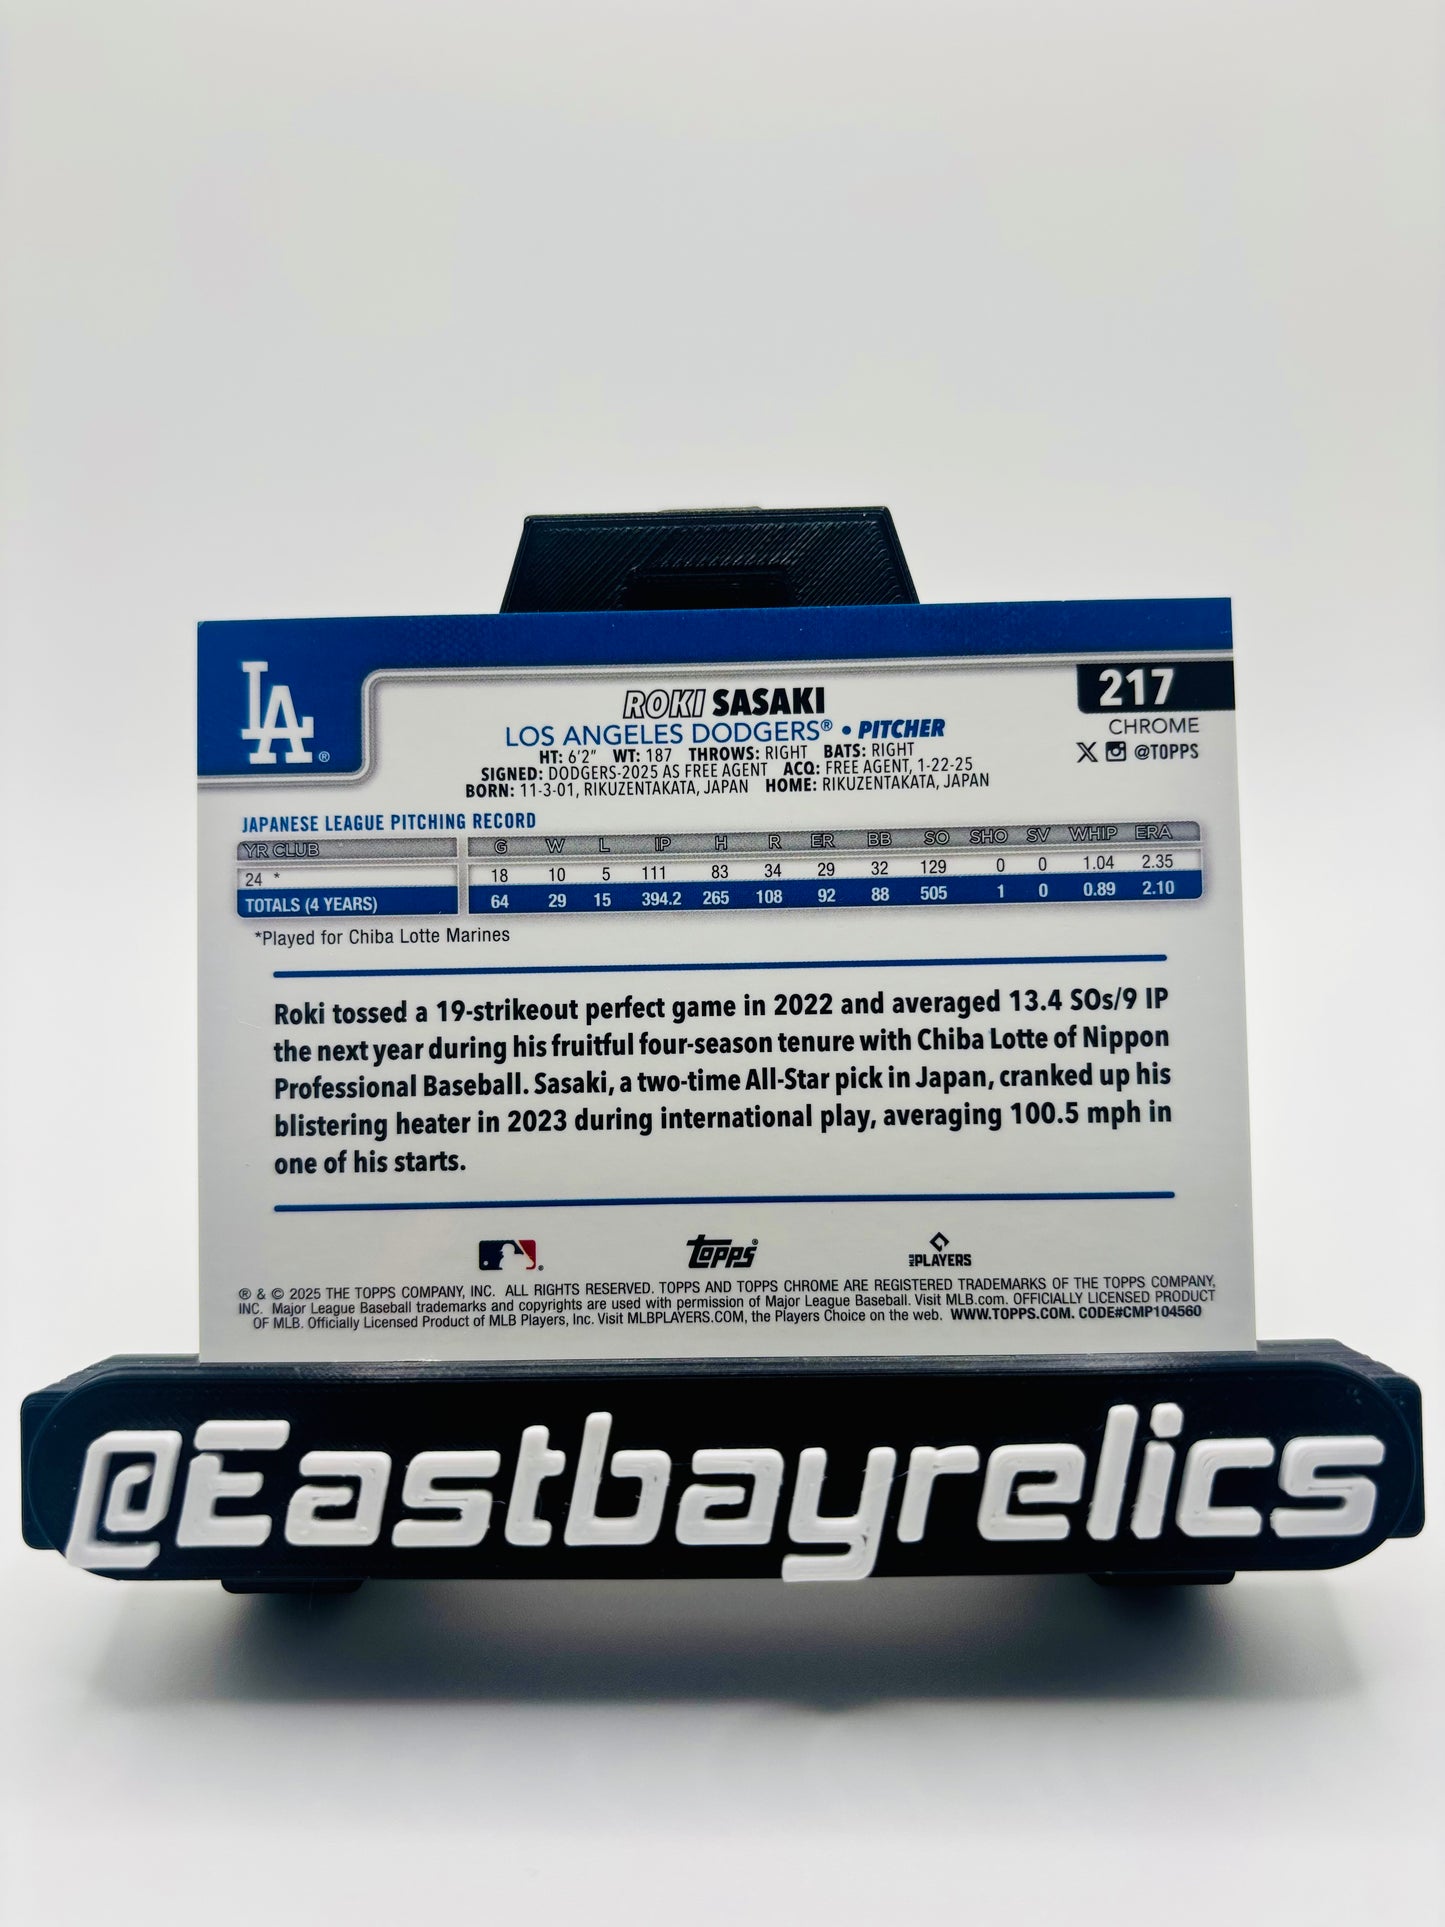 LA ®
217
CHROME
X @TOPPS
ROKI SASAKI
LOS ANGELES DODGERS® • PITCHER
HT: 6'2" WT: 187 THROWS: RIGHT BATS: RIGHT
SIGNED: DODGERS-2025 AS FREE AGENT ACQ: FREE AGENT, 1-22-25
BORN: 11-3-01, RIKUZENTAKATA, JAPAN HOME: RIKUZENTAKATA, JAPAN
JAPANESE LEAGUE PITCHING RECORD
YR CLUB G W L IP H R ER BB SO SHO SV WHIP ERA
24 * 18 10 5 111 83 34 29 32 129 0 0 1.04 2.35
TOTALS (4 YEARS) 64 29 15 394.2 265 108 92 88 505 1 0 0.89 2.10
*Played for Chiba Lotte Marines
Roki tossed a 19-strikeout perfect game in 2022 and averaged 13.4 SOs/9 IP
the next year during his fruitful four-season tenure with Chiba Lotte of Nippon
Professional Baseball. Sasaki, a two-time All-Star pick in Japan, cranked up his
blistering heater in 2023 during international play, averaging 100.5 mph in
one of his starts.
Topps® MLB PLAYERS
® & © 2025 THE TOPPS COMPANY, INC. ALL RIGHTS RESERVED. TOPPS AND TOPPS CHROME ARE REGISTERED TRADEMARKS OF THE TOPPS COMPANY,
INC. Major League Baseball trademarks and copyrights are used with permission of Major League Baseball. Visit MLB.com. OFFICIALLY LICENSED PRODUCT
OF MLB. Officially Licensed Product of MLB Players, Inc. Visit MLBPLAYERS.COM, the Players Choice on the web. WWW.TOPPS.COM. CODE#CMP104560
@Eastbayrelics